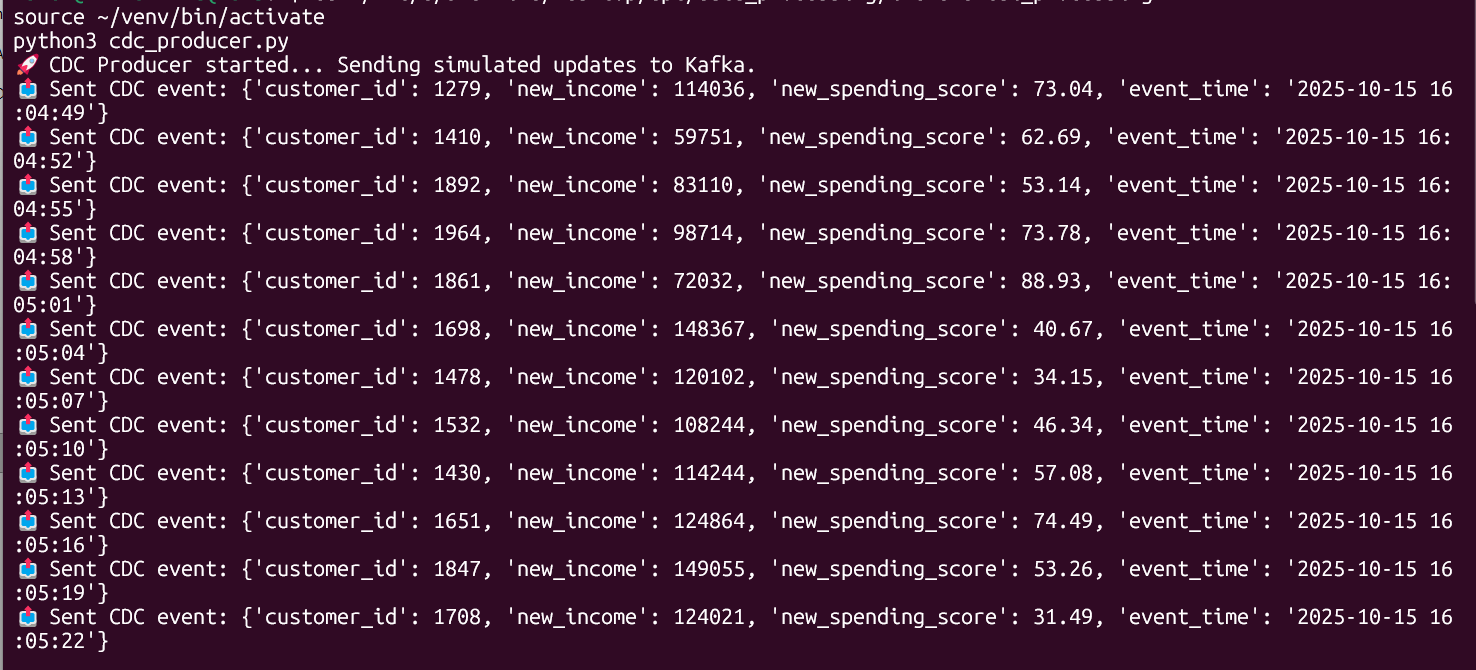 source ~/venv/bin/activate
python3 cdc_producer.py
🚀 CDC Producer started... Sending simulated updates to Kafka.
📤 Sent CDC event: {'customer_id': 1279, 'new_income': 114036, 'new_spending_score': 73.04, 'event_time': '2025-10-15 16
:04:49'}
📤 Sent CDC event: {'customer_id': 1410, 'new_income': 59751, 'new_spending_score': 62.69, 'event_time': '2025-10-15 16:
04:52'}
📤 Sent CDC event: {'customer_id': 1892, 'new_income': 83110, 'new_spending_score': 53.14, 'event_time': '2025-10-15 16:
04:55'}
📤 Sent CDC event: {'customer_id': 1964, 'new_income': 98714, 'new_spending_score': 73.78, 'event_time': '2025-10-15 16:
04:58'}
📤 Sent CDC event: {'customer_id': 1861, 'new_income': 72032, 'new_spending_score': 88.93, 'event_time': '2025-10-15 16:
05:01'}
📤 Sent CDC event: {'customer_id': 1698, 'new_income': 148367, 'new_spending_score': 40.67, 'event_time': '2025-10-15 16
:05:04'}
📤 Sent CDC event: {'customer_id': 1478, 'new_income': 120102, 'new_spending_score': 34.15, 'event_time': '2025-10-15 16
:05:07'}
📤 Sent CDC event: {'customer_id': 1532, 'new_income': 108244, 'new_spending_score': 46.34, 'event_time': '2025-10-15 16
:05:10'}
📤 Sent CDC event: {'customer_id': 1430, 'new_income': 114244, 'new_spending_score': 57.08, 'event_time': '2025-10-15 16
:05:13'}
📤 Sent CDC event: {'customer_id': 1651, 'new_income': 124864, 'new_spending_score': 74.49, 'event_time': '2025-10-15 16
:05:16'}
📤 Sent CDC event: {'customer_id': 1847, 'new_income': 149055, 'new_spending_score': 53.26, 'event_time': '2025-10-15 16
:05:19'}
📤 Sent CDC event: {'customer_id': 1708, 'new_income': 124021, 'new_spending_score': 31.49, 'event_time': '2025-10-15 16
:05:22'}